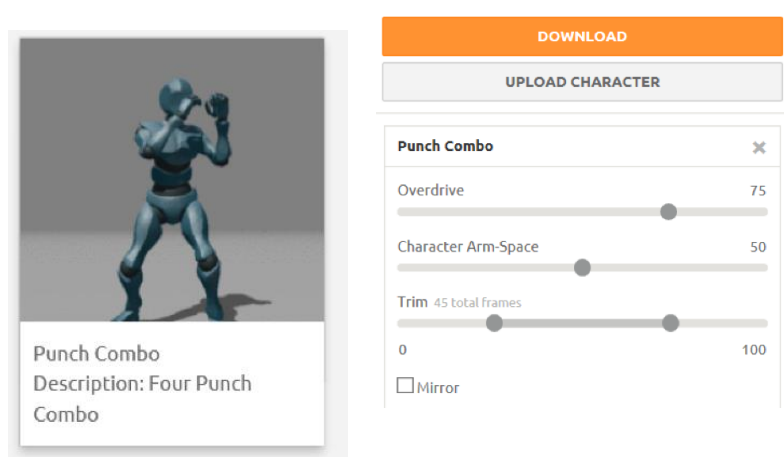 Punch Combo
Description: Four Punch
Combo
DOWNLOAD
UPLOAD CHARACTER
Punch Combo
Overdrive 75
Character Arm-Space 50
Trim 45 total frames
0 100
Mirror